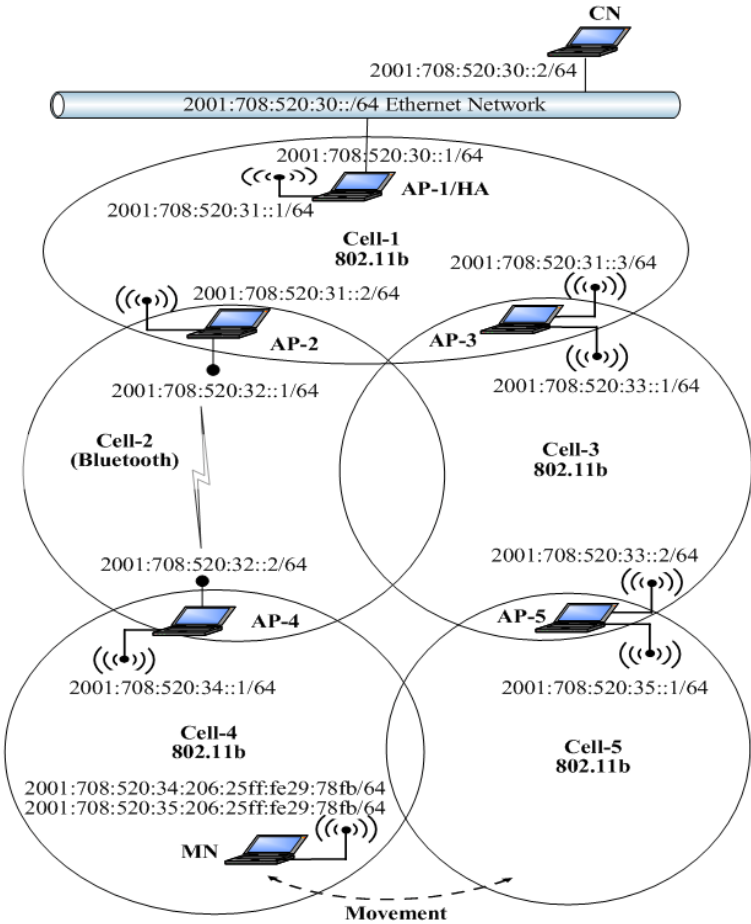 CN
2001:708:520:30::2/64
2001:708:520:30::/64 Ethernet Network
2001:708:520:30::1/64
AP-1/HA
2001:708:520:31::1/64
Cell-1
802.11b
2001:708:520:31::3/64
2001:708:520:31::2/64
AP-2
AP-3
2001:708:520:32::1/64
2001:708:520:33::1/64
Cell-2
(Bluetooth)
Cell-3
802.11b
2001:708:520:32::2/64
2001:708:520:33::2/64
AP-4
AP-5
2001:708:520:34::1/64
2001:708:520:35::1/64
Cell-4
802.11b
Cell-5
802.11b
2001:708:520:34:206:25ff:fe29:78fb/64
2001:708:520:35:206:25ff:fe29:78fb/64
MN
Movement